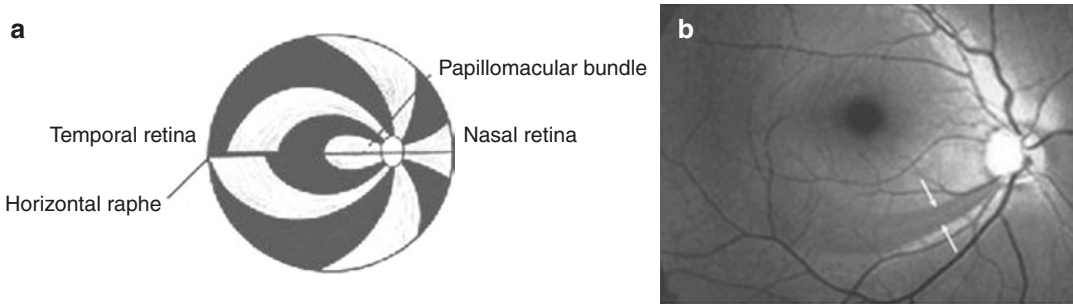 a
Papillomacular bundle
Temporal retina
Nasal retina
Horizontal raphe
b